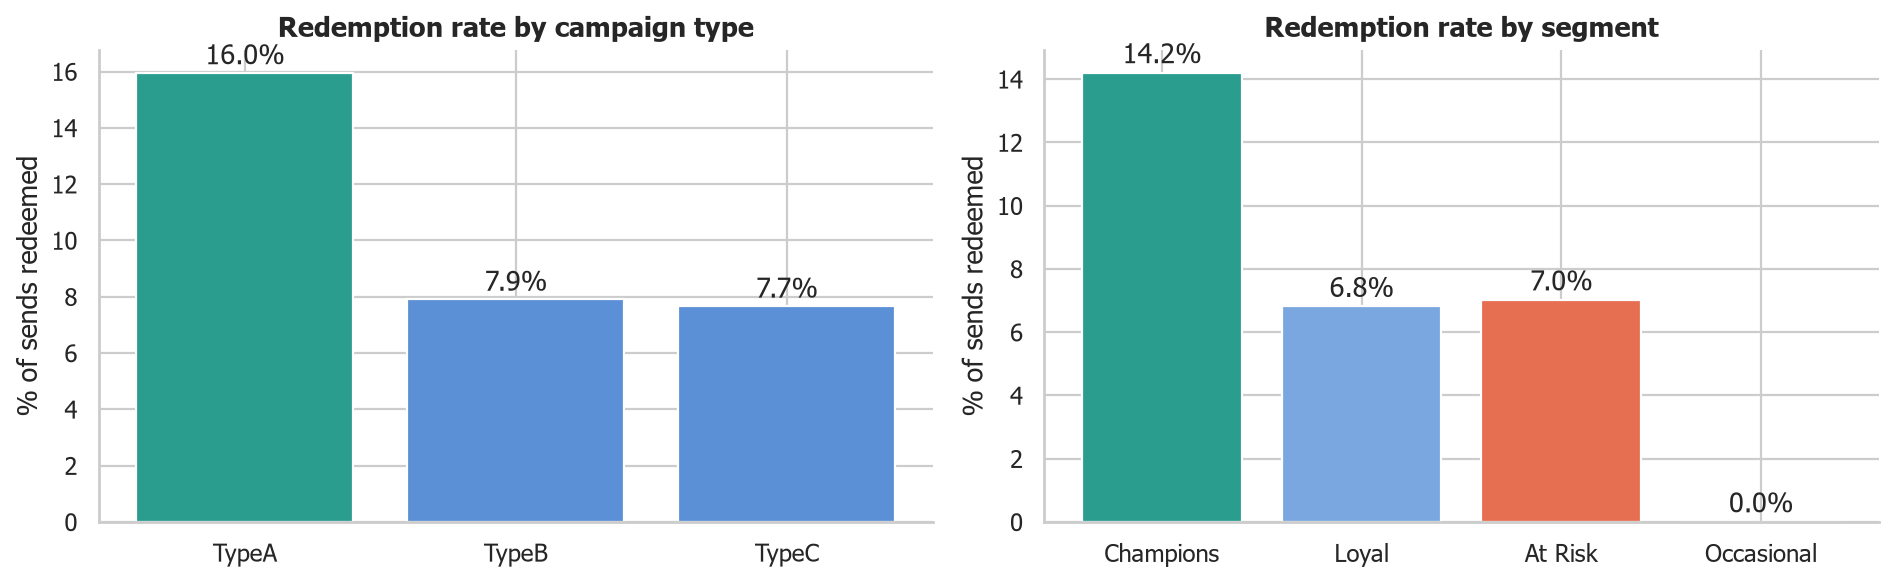 Redemption rate by campaign type
% of sends redeemed
16
14
12
10
8
6
4
2
0
16.0%
7.9%
7.7%
TypeA
TypeB
TypeC
Redemption rate by segment
% of sends redeemed
14
12
10
8
6
4
2
0
14.2%
6.8%
7.0%
0.0%
Champions
Loyal
At Risk
Occasional